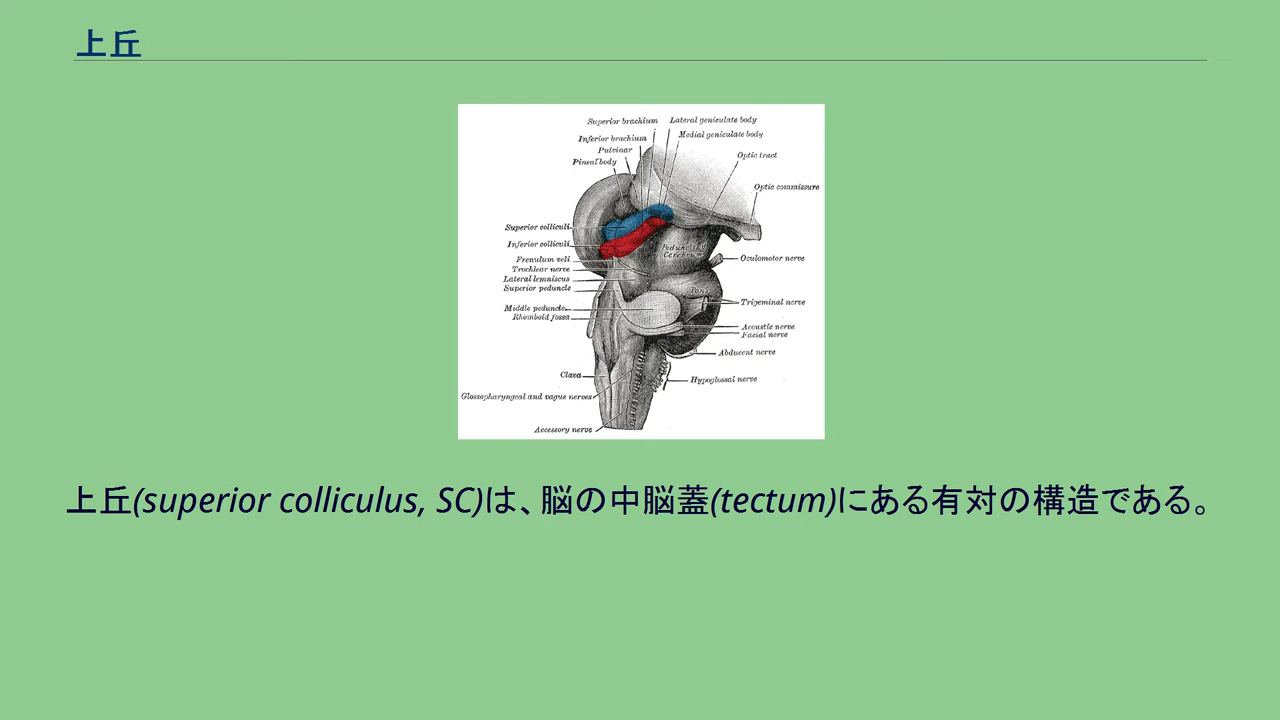 上丘
Superior brachium
Lateral geniculate body
Inferior brachium
Medial geniculate body
Pulvinar
Pineal body
Optic tract
Optic commissure
Superior colliculi
Inferior colliculi
Peduncle of
Cerebrum
Frenulum veli
Oculomotor nerve
Trochlear nerve
Lateral lemniscus
Superior peduncle
Pons
Middle peduncle
Trigeminal nerve
Rhomboid fossa
Acoustic nerve
Facial nerve
Abducent nerve
Clava
Hypoglossal nerve
Glossopharyngeal and vagus nerves
Accessory nerve
上丘(superior colliculus, SC)は、脳の中脳蓋(tectum)にある有対の構造である。